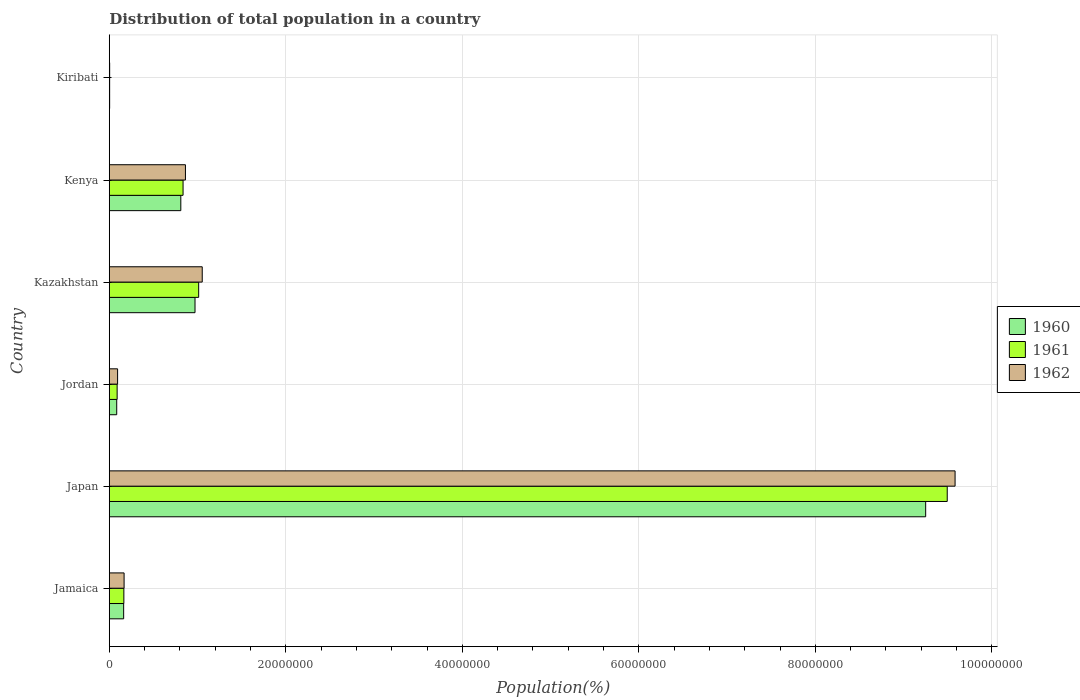 Distribution of total population in a country
Kiribati
Kenya
Kazakhstan
Jordan
Japan
Jamaica
Country
0
20000000
40000000
60000000
80000000
100000000
Population(%)
1960
1961
1962